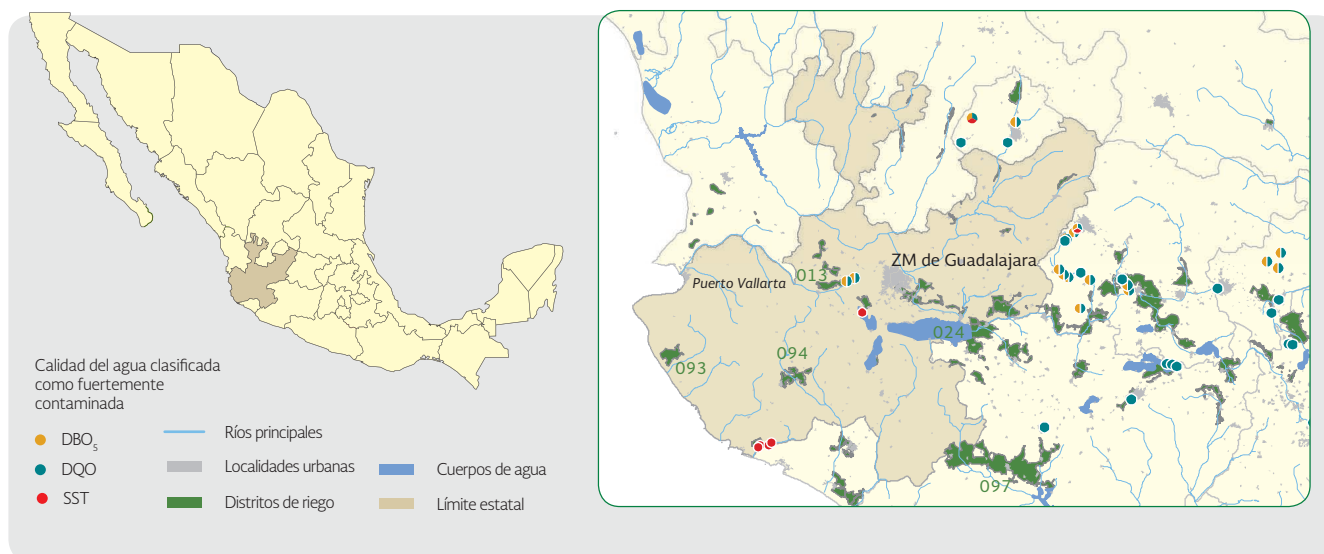 Calidad del agua clasificada
como fuertemente
contaminada
DBO₅
DQO
SST
Ríos principales
Localidades urbanas
Distritos de riego
Cuerpos de agua
Límite estatal
ZM de Guadalajara
013
Puerto Vallarta
024
094
093
097